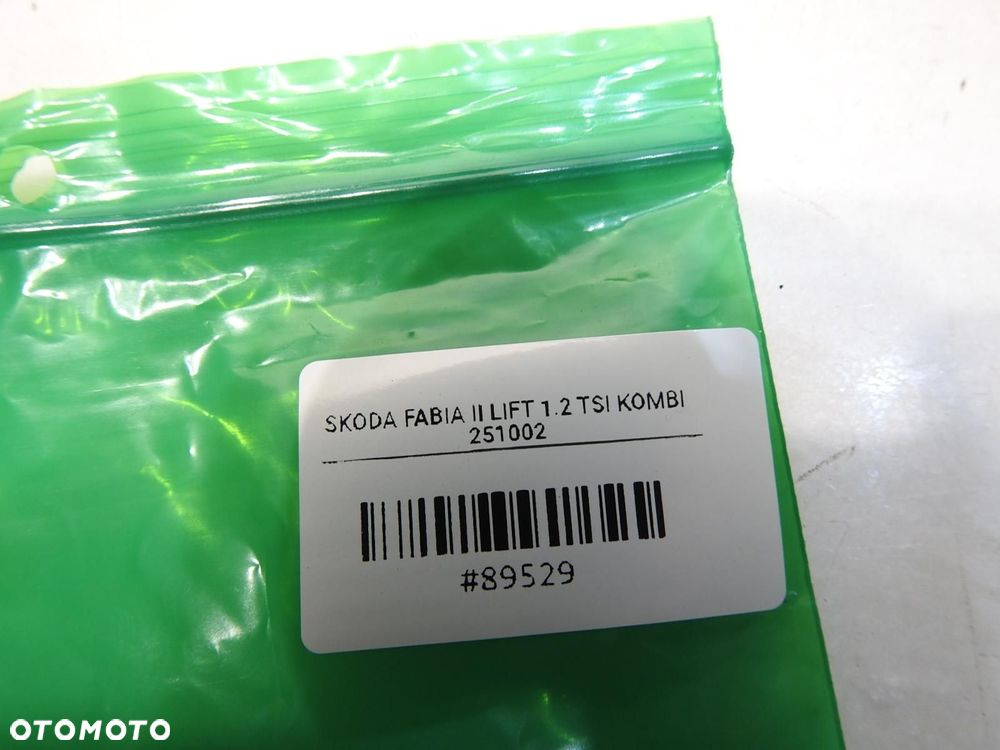 SKODA FABIA II LIFT 1.2 TSI KOMBI
251002
#89529
OTOMOTO